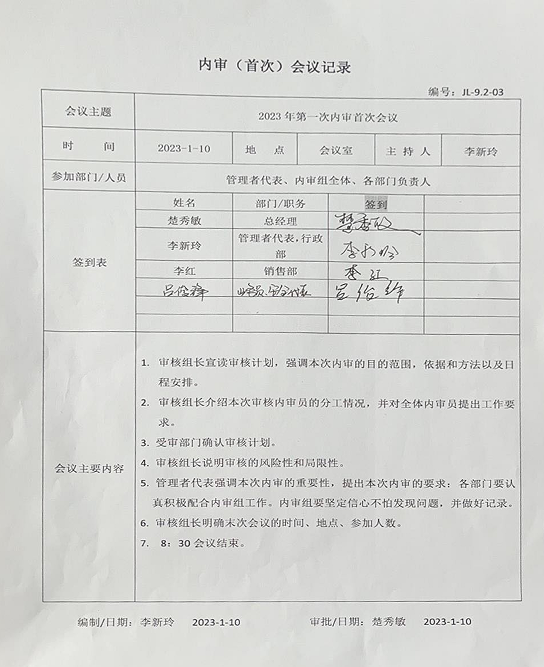 内审（首次）会议记录
编号：JL-9.2-03
会议主题 2023 年第一次内审首次会议
时 间 2023-1-10 地 点 会议室 主 持 人 李新玲
参加部门/人员 管理者代表、内审组全体、各部门负责人
签到表
姓名 部门/职务 签到
楚秀敏 总经理 楚秀敏
李新玲 管理者代表,行政
部
李红 销售部 李红
会议主要内容
1. 审核组长宣读审核计划，强调本次内审的目的范围，依据和方法以及日
程安排。
2. 审核组长介绍本次审核内审员的分工情况，并对全体内审员提出工作要
求。
3. 受审部门确认审核计划。
4. 审核组长说明审核的风险性和局限性。
5. 管理者代表强调本次内审的重要性，提出本次内审的要求；各部门要认
真积极配合内审组工作。内审组要坚定信心不怕发现问题，并做好记录。
6. 审核组长明确末次会议的时间、地点、参加人数。
7. 8：30 会议结束。
编制/日期：李新玲 2023-1-10 审批/日期：楚秀敏 2023-1-10